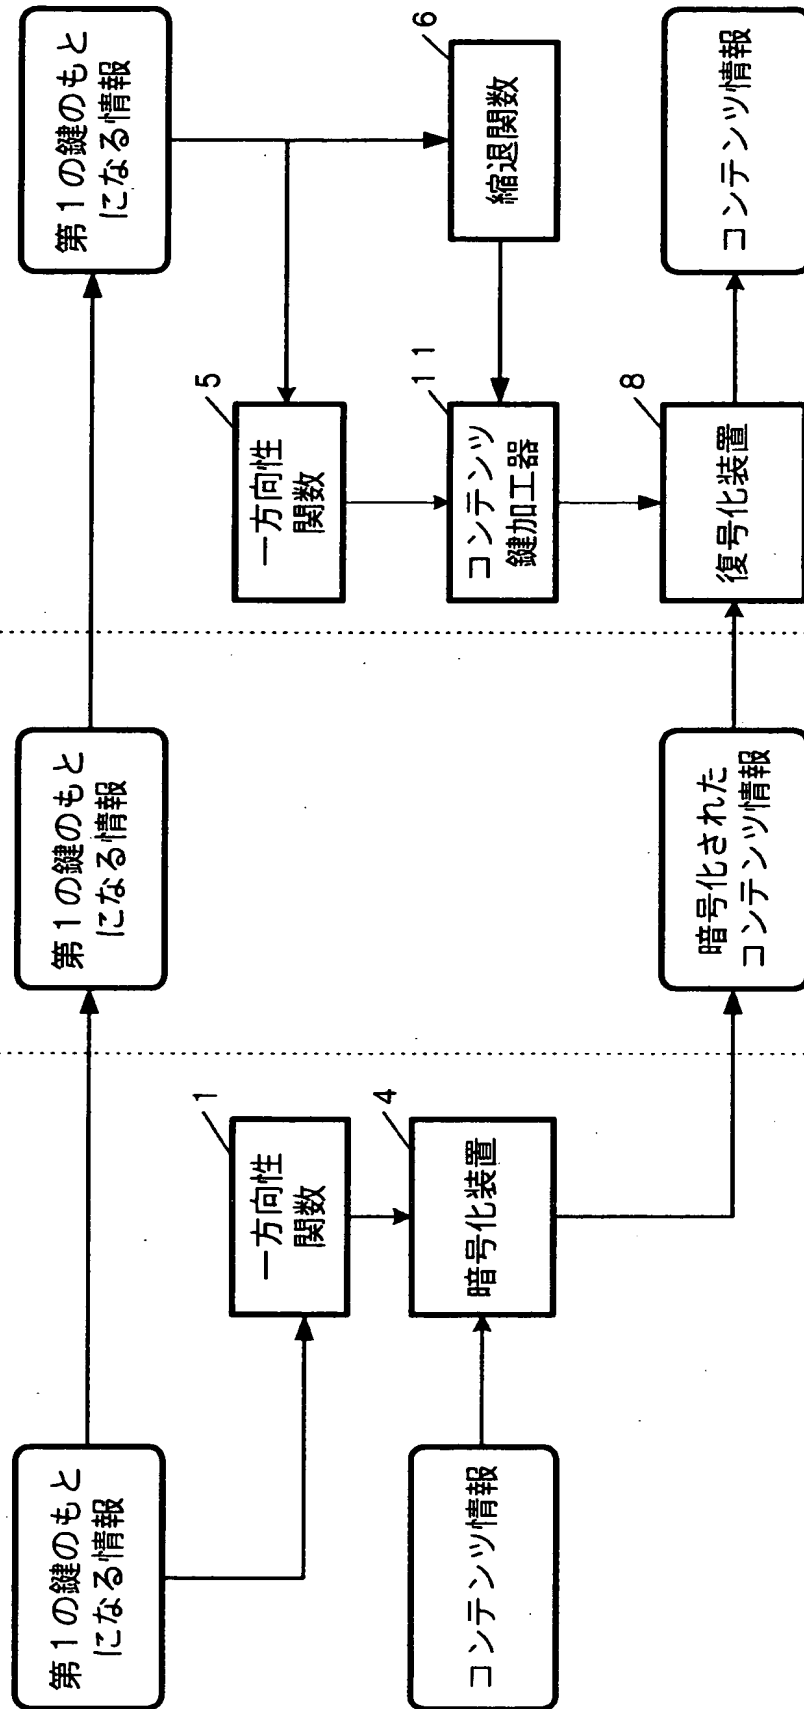 第1の鍵のもと
になる情報
1
一方向性
関数
コンテンツ情報
4
暗号化装置
第1の鍵のもと
になる情報
暗号化された
コンテンツ情報
第1の鍵のもと
になる情報
5
一方向性
関数
6
縮退関数
11
コンテンツ
鍵加工器
8
復号化装置
コンテンツ情報